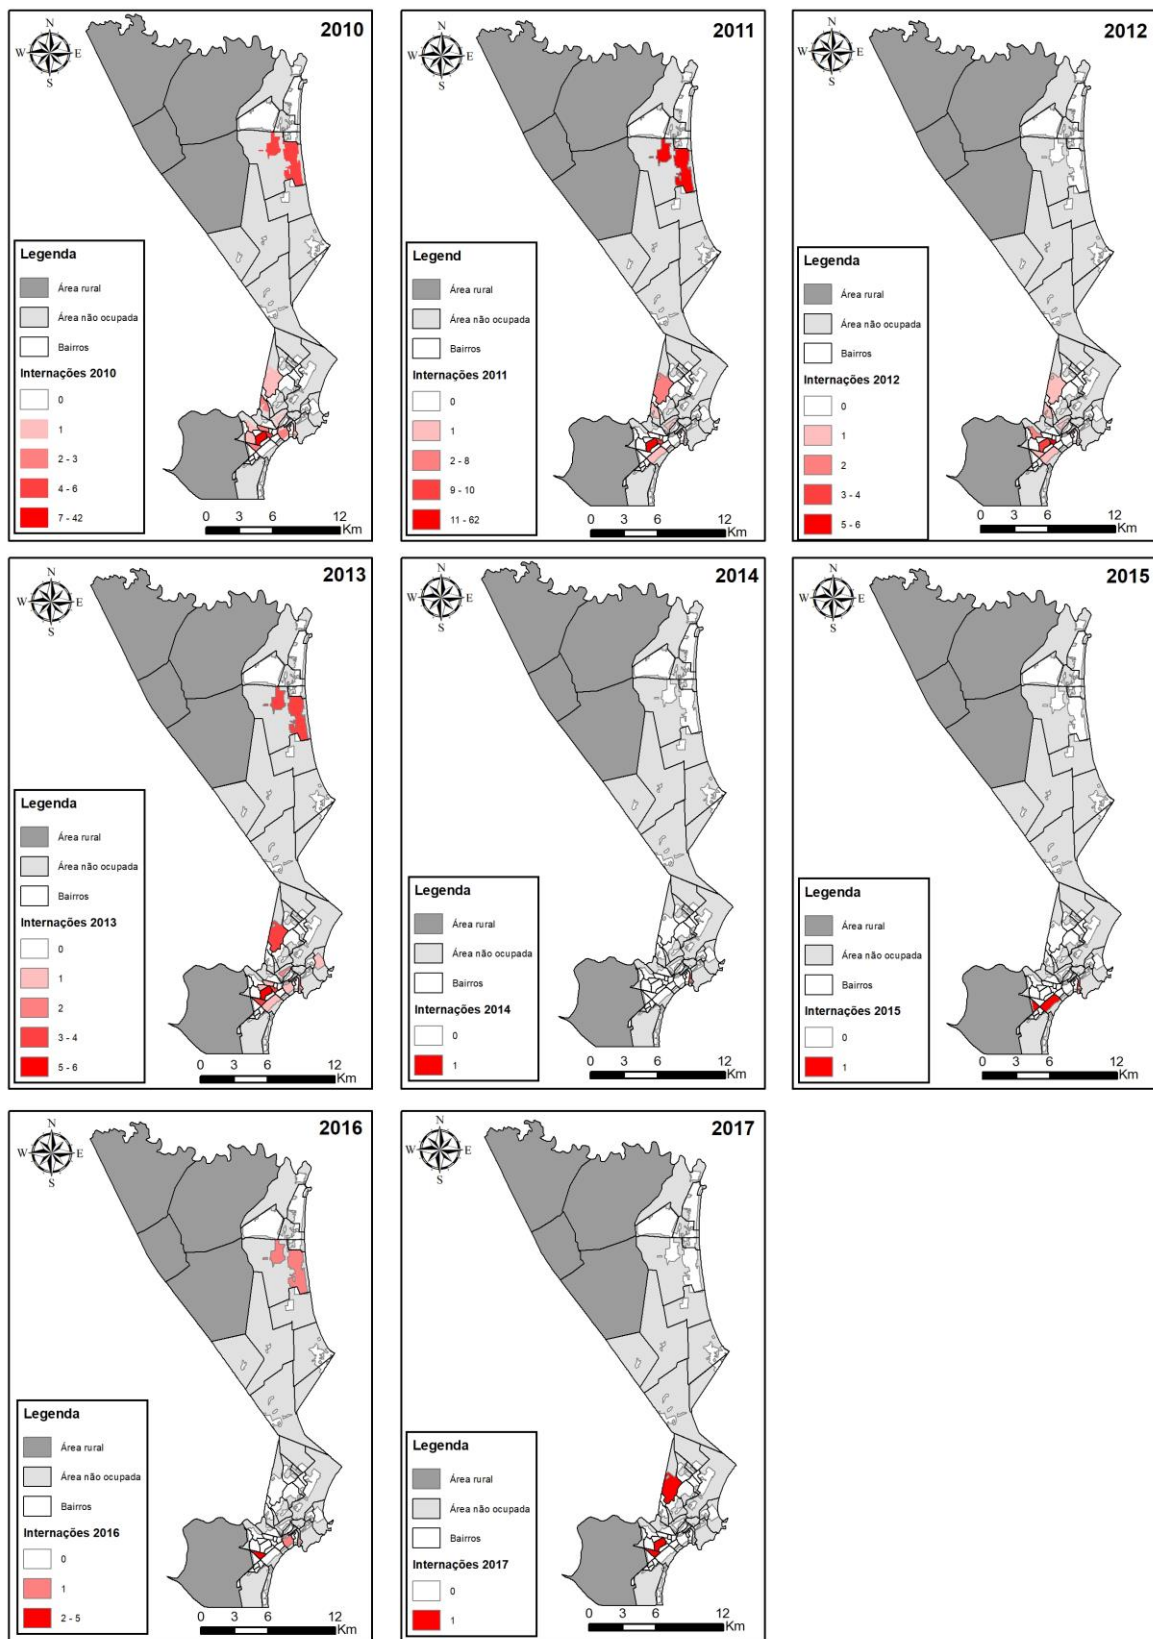 2010
N
W E
S
Legenda
Área rural
Área não ocupada
Bairros
Internações 2010
0
1
2 - 3
4 - 6
7 - 42
0 3 6 12
Km
2011
N
W E
S
Legend
Área rural
Área não ocupada
Bairros
Internações 2011
0
1
2 - 8
9 - 10
11 - 62
0 3 6 12
Km
2012
N
W E
S
Legenda
Área rural
Área não ocupada
Bairros
Internações 2012
0
1
2
3 - 4
5 - 6
0 3 6 12
Km
2013
N
W E
S
Legenda
Área rural
Área não ocupada
Bairros
Internações 2013
0
1
2
3 - 4
5 - 6
0 3 6 12
Km
2014
N
W E
S
Legenda
Área rural
Área não ocupada
Bairros
Internações 2014
0
1
0 3 6 12
Km
2015
N
W E
S
Legenda
Área rural
Área não ocupada
Bairros
Internações 2015
0
1
0 3 6 12
Km
2016
N
W E
S
Legenda
Área rural
Área não ocupada
Bairros
Internações 2016
0
1
2 - 5
0 3 6 12
Km
2017
N
W E
S
Legenda
Área rural
Área não ocupada
Bairros
Internações 2017
0
1
0 3 6 12
Km